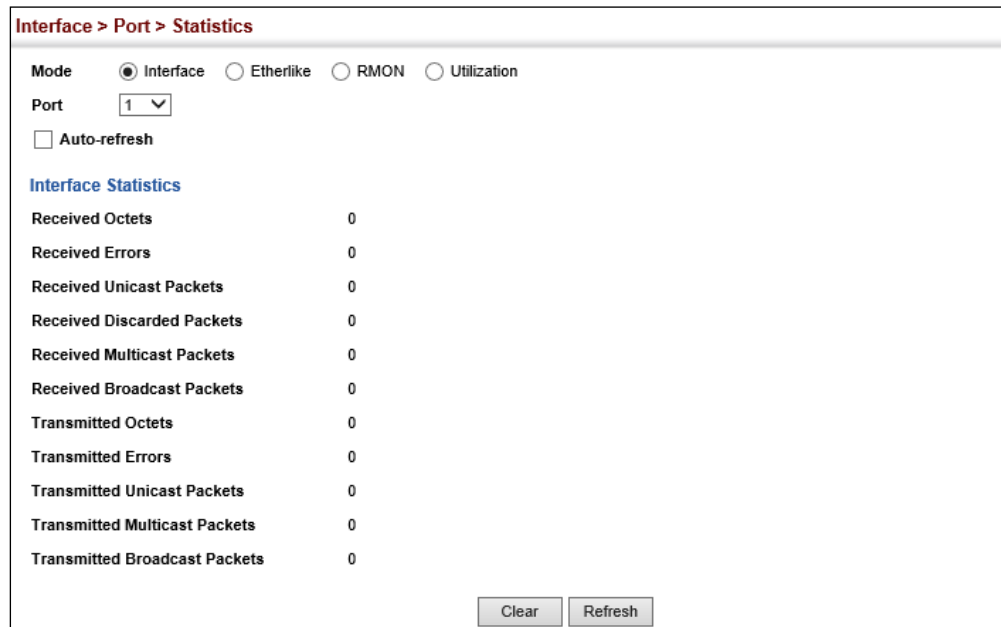 Interface > Port > Statistics
Mode Interface Etherlike RMON Utilization
Port 1
Auto-refresh
Interface Statistics
Received Octets 0
Received Errors 0
Received Unicast Packets 0
Received Discarded Packets 0
Received Multicast Packets 0
Received Broadcast Packets 0
Transmitted Octets 0
Transmitted Errors 0
Transmitted Unicast Packets 0
Transmitted Multicast Packets 0
Transmitted Broadcast Packets 0
Clear Refresh